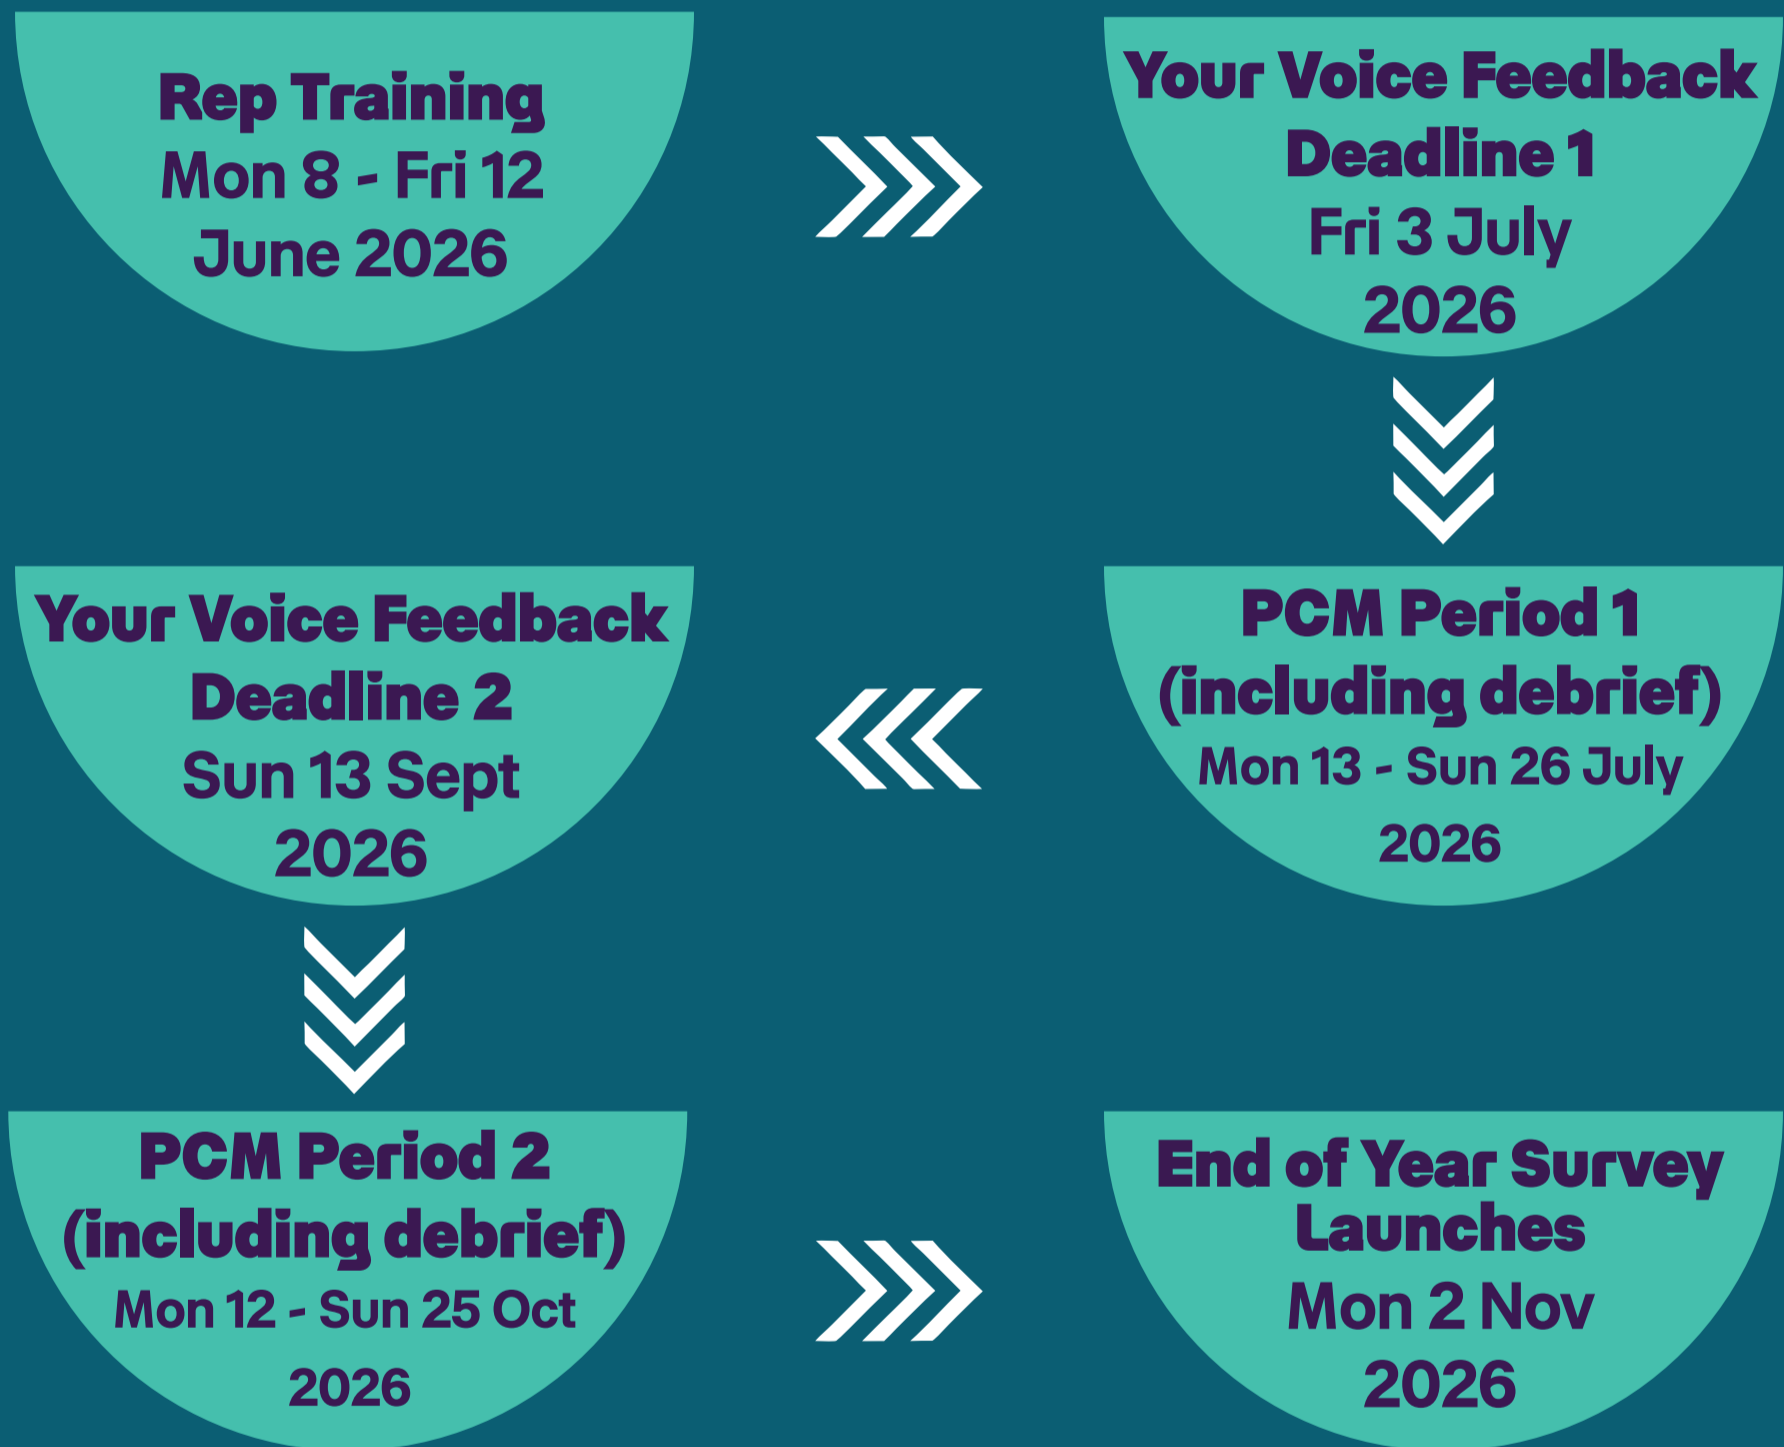 Rep Training
Mon 8 - Fri 12
June 2026
Your Voice Feedback
Deadline 1
Fri 3 July
2026
PCM Period 1
(including debrief)
Mon 13 - Sun 26 July
2026
Your Voice Feedback
Deadline 2
Sun 13 Sept
2026
PCM Period 2
(including debrief)
Mon 12 - Sun 25 Oct
2026
End of Year Survey
Launches
Mon 2 Nov
2026